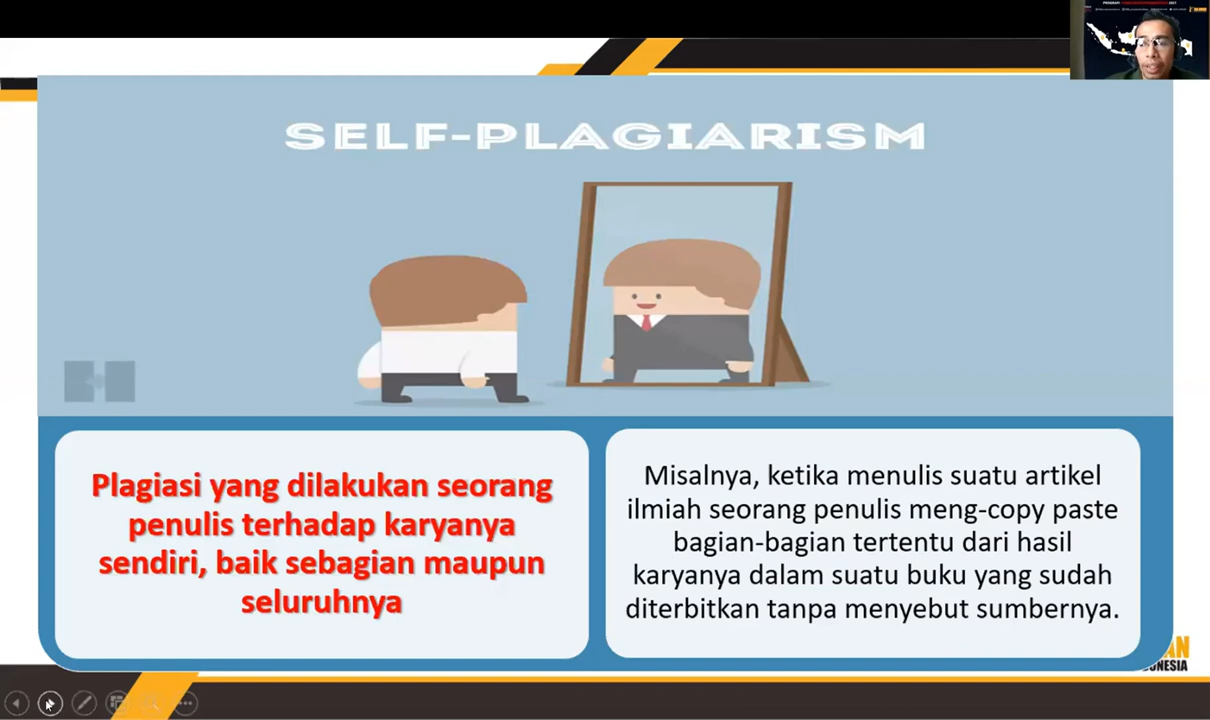 SELF-PLAGIARISM
Plagiasi yang dilakukan seorang
penulis terhadap karyanya
sendiri, baik sebagian maupun
seluruhnya
Misalnya, ketika menulis suatu artikel
ilmiah seorang penulis meng-copy paste
bagian-bagian tertentu dari hasil
karyanya dalam suatu buku yang sudah
diterbitkan tanpa menyebut sumbernya.